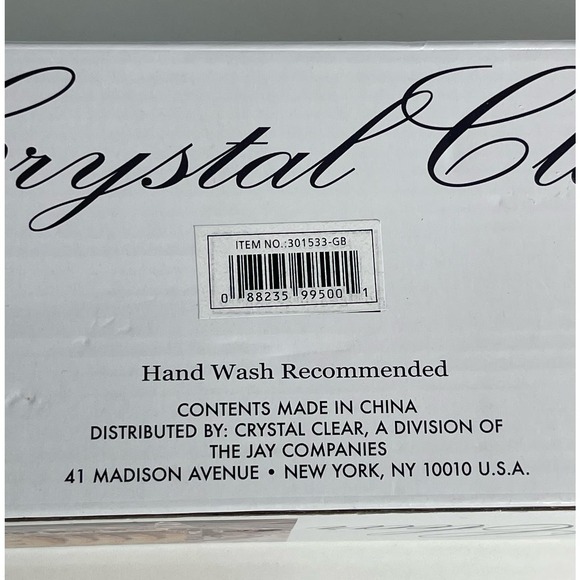 Crystal Cl
ITEM NO.:301533-GB
0 88235 99500 1
Hand Wash Recommended
CONTENTS MADE IN CHINA
DISTRIBUTED BY: CRYSTAL CLEAR, A DIVISION OF
THE JAY COMPANIES
41 MADISON AVENUE • NEW YORK, NY 10010 U.S.A.